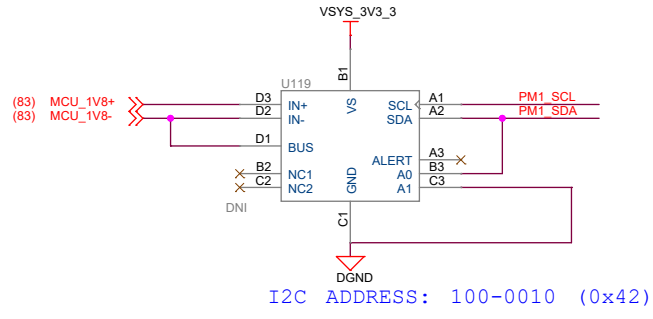 VSYS_3V3_3
B1
U119
VS
(83) MCU_1V8+ D3 IN+ SCL A1 PM1_SCL
(83) MCU_1V8- D2 IN- SDA A2 PM1_SDA
D1 BUS
ALERT A3
B2 NC1 A0 B3
C2 NC2 A1 C3
GND
DNI
C1
DGND
I2C ADDRESS: 100-0010 (0x42)